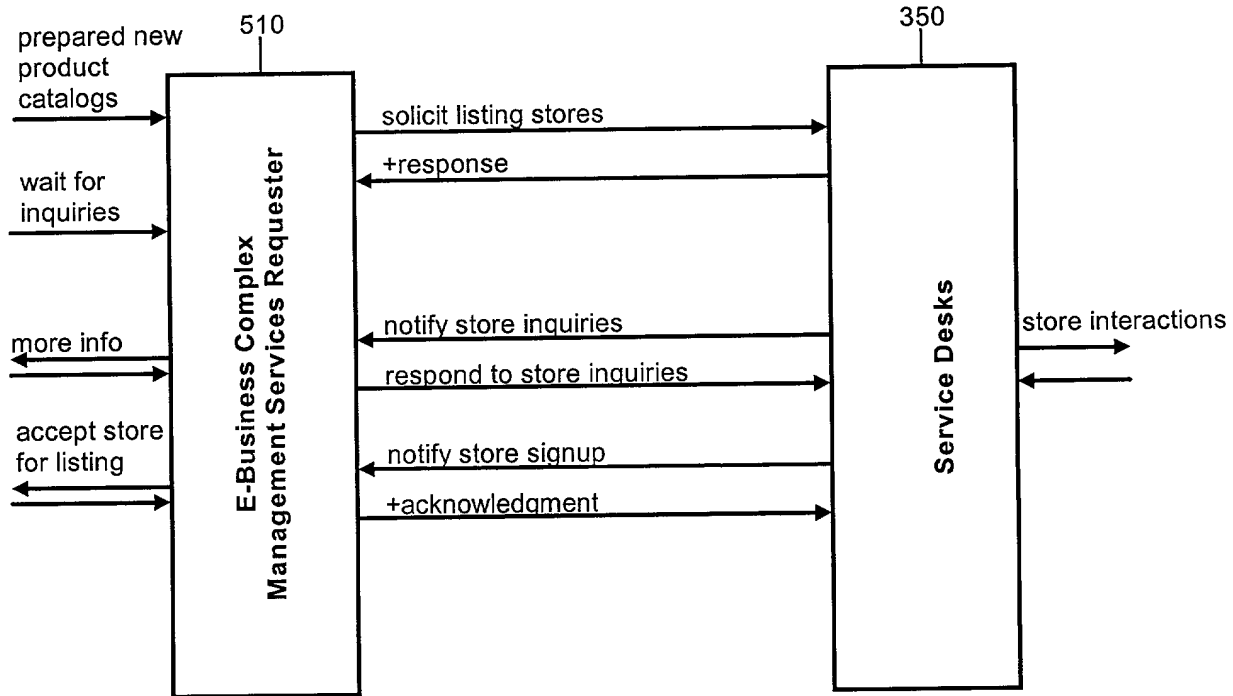 510
350
prepared new
product
catalogs
solicit listing stores
+response
wait for
inquiries
E-Business Complex
Management Services Requester
Service Desks
notify store inquiries
store interactions
more info
respond to store inquiries
accept store
for listing
notify store signup
+acknowledgment